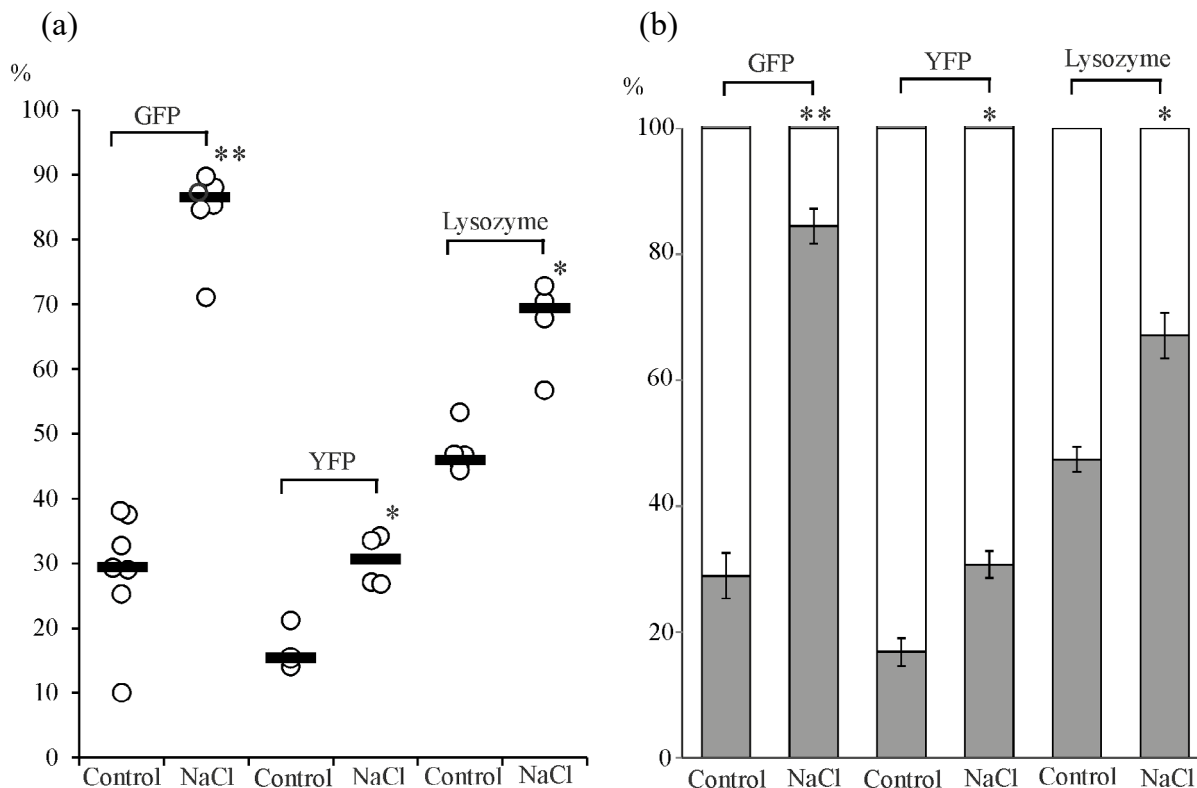 (a)
%
100
90
80
70
60
50
40
30
20
10
0
GFP
**
YFP
*
Lysozyme
*
Control NaCl Control NaCl Control NaCl
(b)
%
100
80
60
40
20
0
GFP
**
YFP
*
Lysozyme
*
Control NaCl Control NaCl Control NaCl